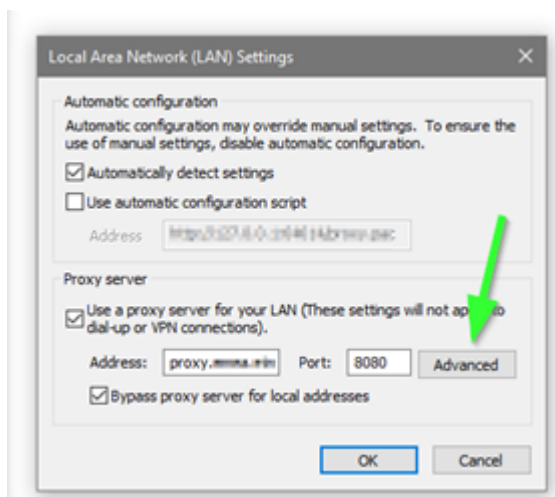 Local Area Network (LAN) Settings
Automatic configuration
Automatic configuration may override manual settings. To ensure the
use of manual settings, disable automatic configuration.
Automatically detect settings
Use automatic configuration script
Address
Proxy server
Use a proxy server for your LAN (These settings will not to
dial-up or VPN connections).
Address: proxy. Port: 8080 Advanced
Bypass proxy server for local addresses
OK Cancel